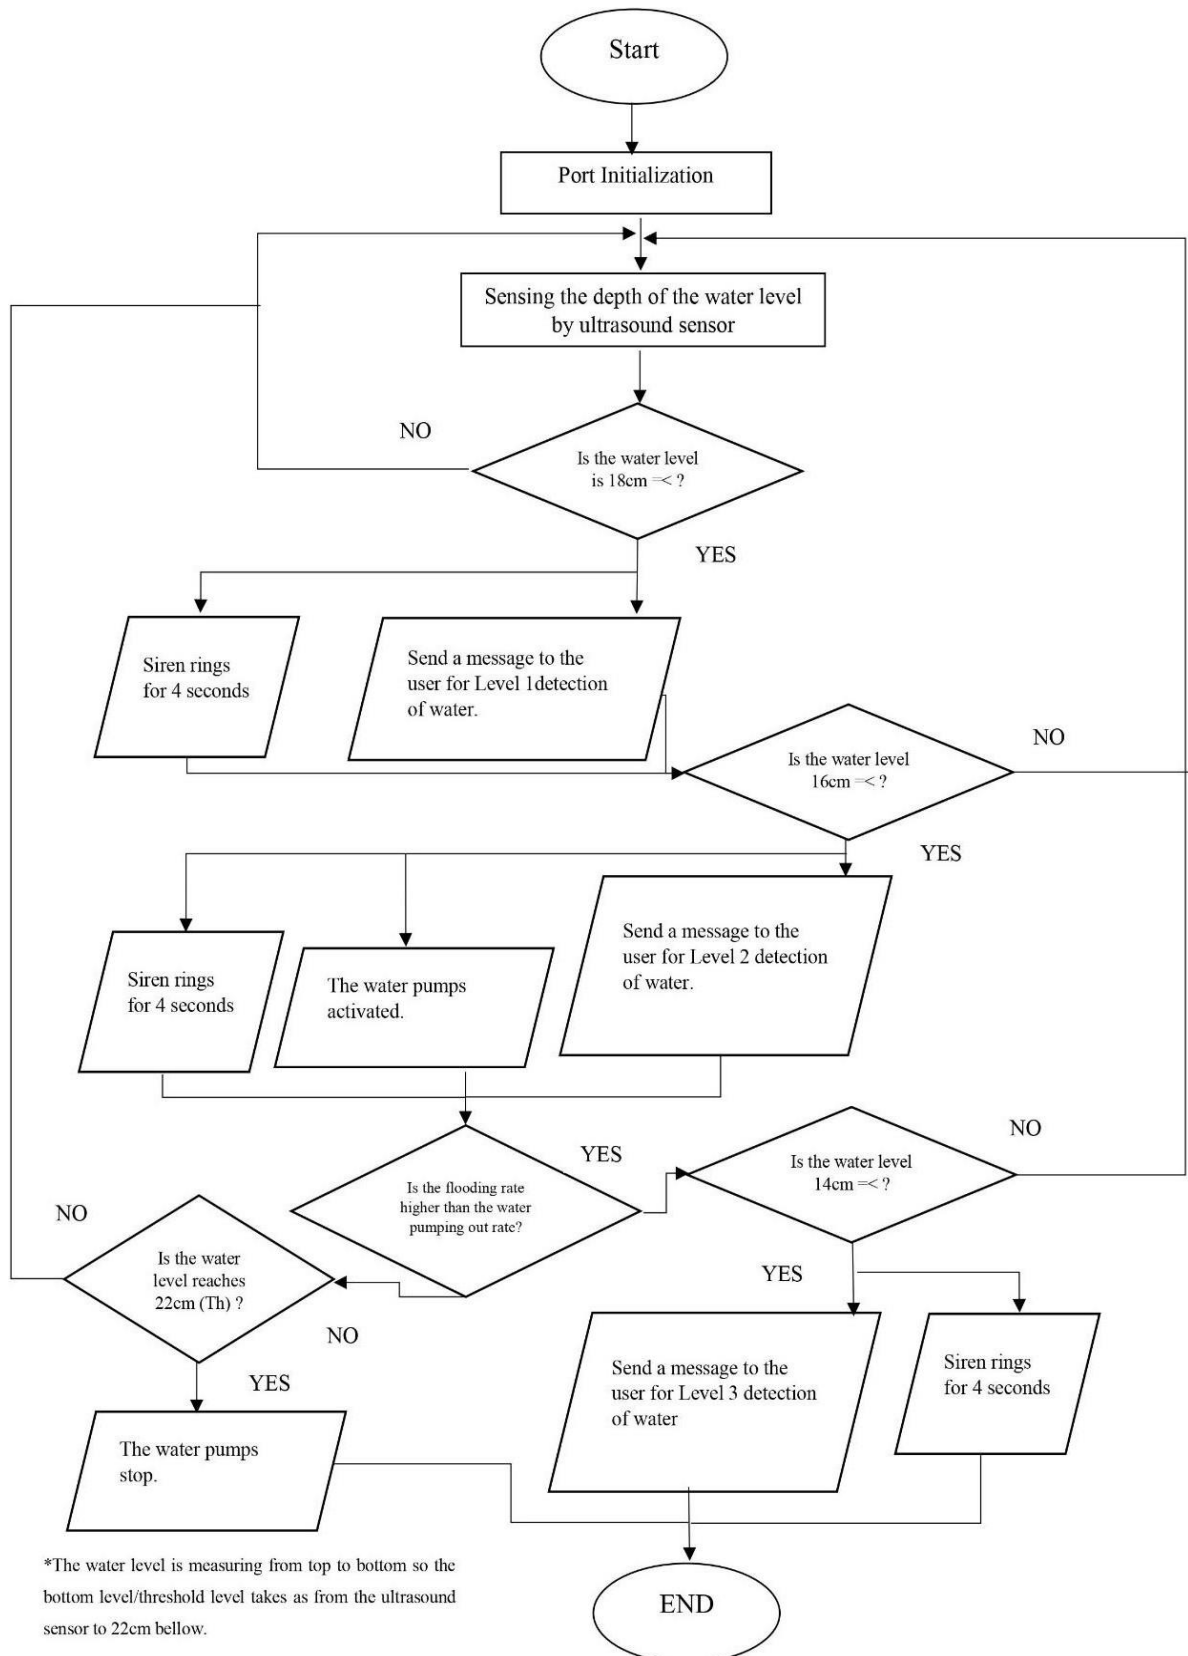 Start
Port Initialization
Sensing the depth of the water level
by ultrasound sensor
NO
Is the water level
is 18cm =< ?
YES
Siren rings
for 4 seconds
Send a message to the
user for Level 1detection
of water.
Is the water level
16cm =< ?
NO
YES
Siren rings
for 4 seconds
The water pumps
activated.
Send a message to the
user for Level 2 detection
of water.
Is the flooding rate
higher than the water
pumping out rate?
YES
Is the water level
14cm =< ?
NO
NO
Is the water
level reaches
22cm (Th) ?
NO
YES
YES
Send a message to the
user for Level 3 detection
of water
Siren rings
for 4 seconds
The water pumps
stop.
*The water level is measuring from top to bottom so the
bottom level/threshold level takes as from the ultrasound
sensor to 22cm bellow.
END